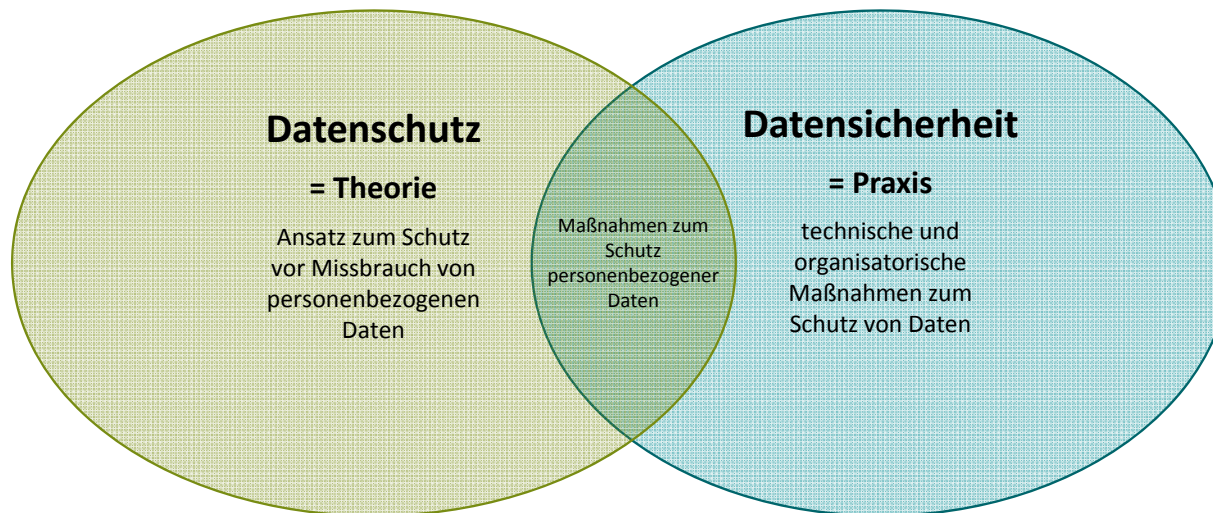 Datenschutz
= Theorie
Ansatz zum Schutz
vor Missbrauch von
personenbezogenen
Daten
Maßnahmen zum
Schutz
personenbezogener
Daten
Datensicherheit
= Praxis
technische und
organisatorische
Maßnahmen zum
Schutz von Daten